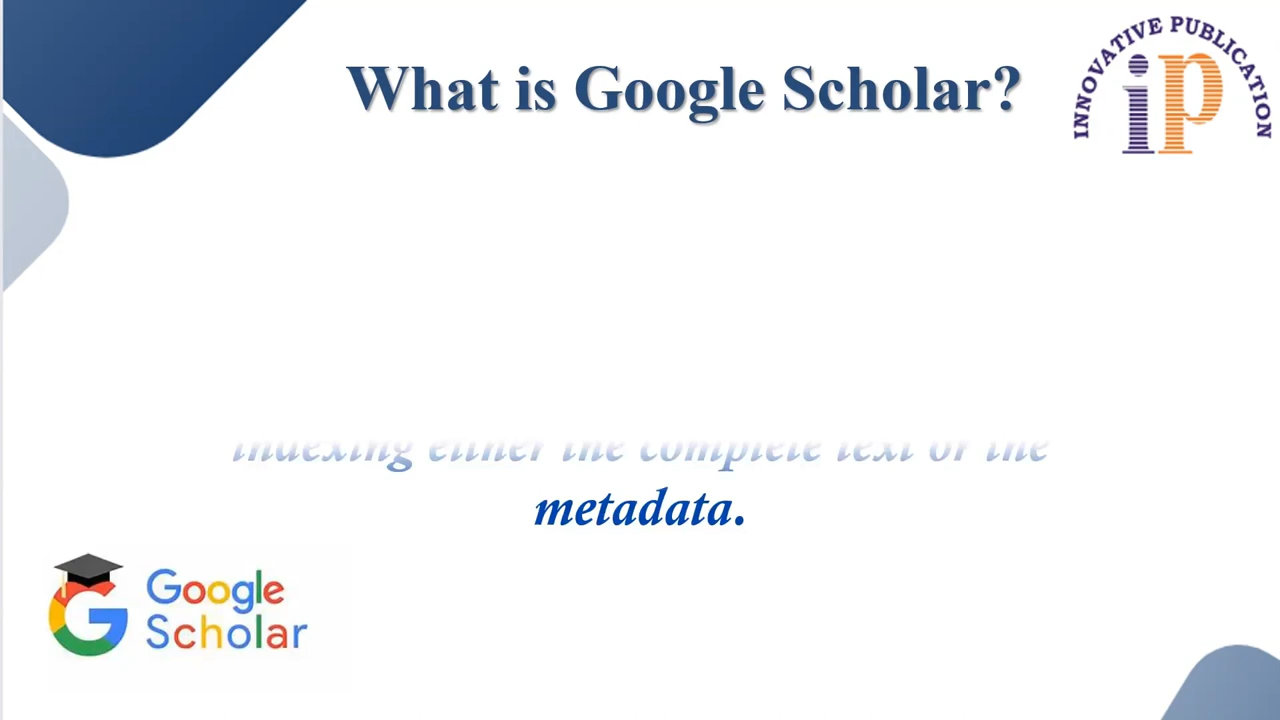 What is Google Scholar?
INNOVATIVE PUBLICATION
ip
indexing either the complete text or the
metadata.
Google
Scholar